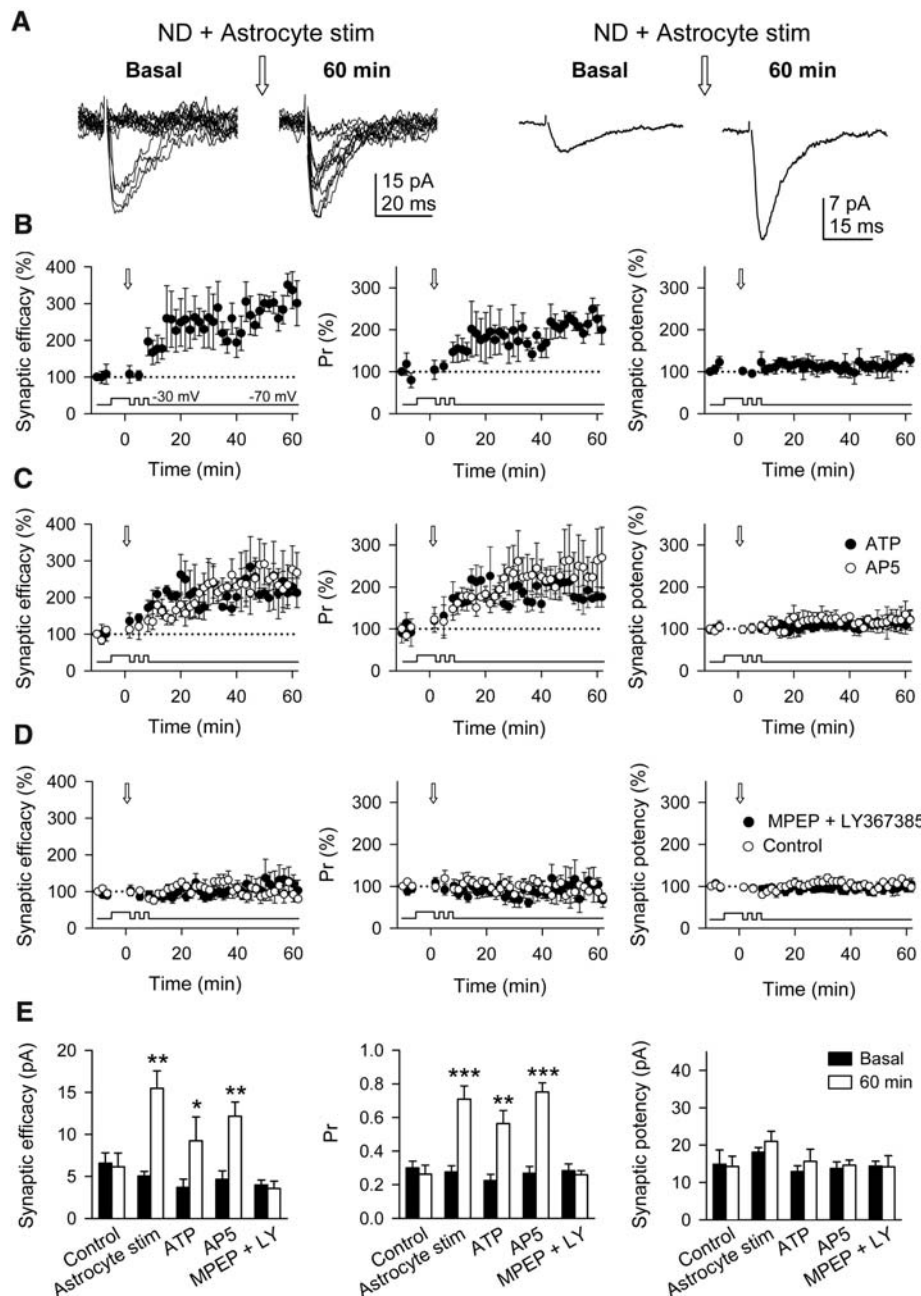 A
ND + Astrocyte stim
ND + Astrocyte stim
Basal
60 min
Basal
60 min
15 pA
20 ms
7 pA
15 ms
B
Synaptic efficacy (%)
400
300
200
100
0
-30 mV
-70 mV
0 20 40 60
Time (min)
Pr (%)
300
200
100
0
0 20 40 60
Time (min)
Synaptic potency (%)
300
200
100
0
0 20 40 60
Time (min)
C
Synaptic efficacy (%)
400
300
200
100
0
0 20 40 60
Time (min)
Pr (%)
300
200
100
0
0 20 40 60
Time (min)
Synaptic potency (%)
300
200
100
0
ATP
AP5
0 20 40 60
Time (min)
D
Synaptic efficacy (%)
400
300
200
100
0
0 20 40 60
Time (min)
Pr (%)
300
200
100
0
0 20 40 60
Time (min)
Synaptic potency (%)
300
200
100
0
MPEP + LY367385
Control
0 20 40 60
Time (min)
E
Synaptic efficacy (pA)
20
15
10
5
0
**
*
**
Control
Astrocyte stim
ATP
AP5
MPEP + LY
Pr
1.0
0.8
0.6
0.4
0.2
0.0
***
**
***
Control
Astrocyte stim
ATP
AP5
MPEP + LY
Synaptic potency (pA)
40
30
20
10
0
Basal
60 min
Control
Astrocyte stim
ATP
AP5
MPEP + LY